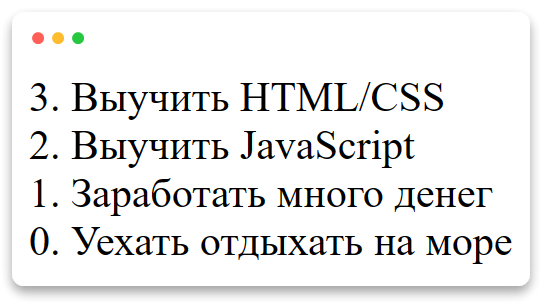 3. Выучить HTML/CSS
2. Выучить JavaScript
1. Заработать много денег
0. Уехать отдыхать на море